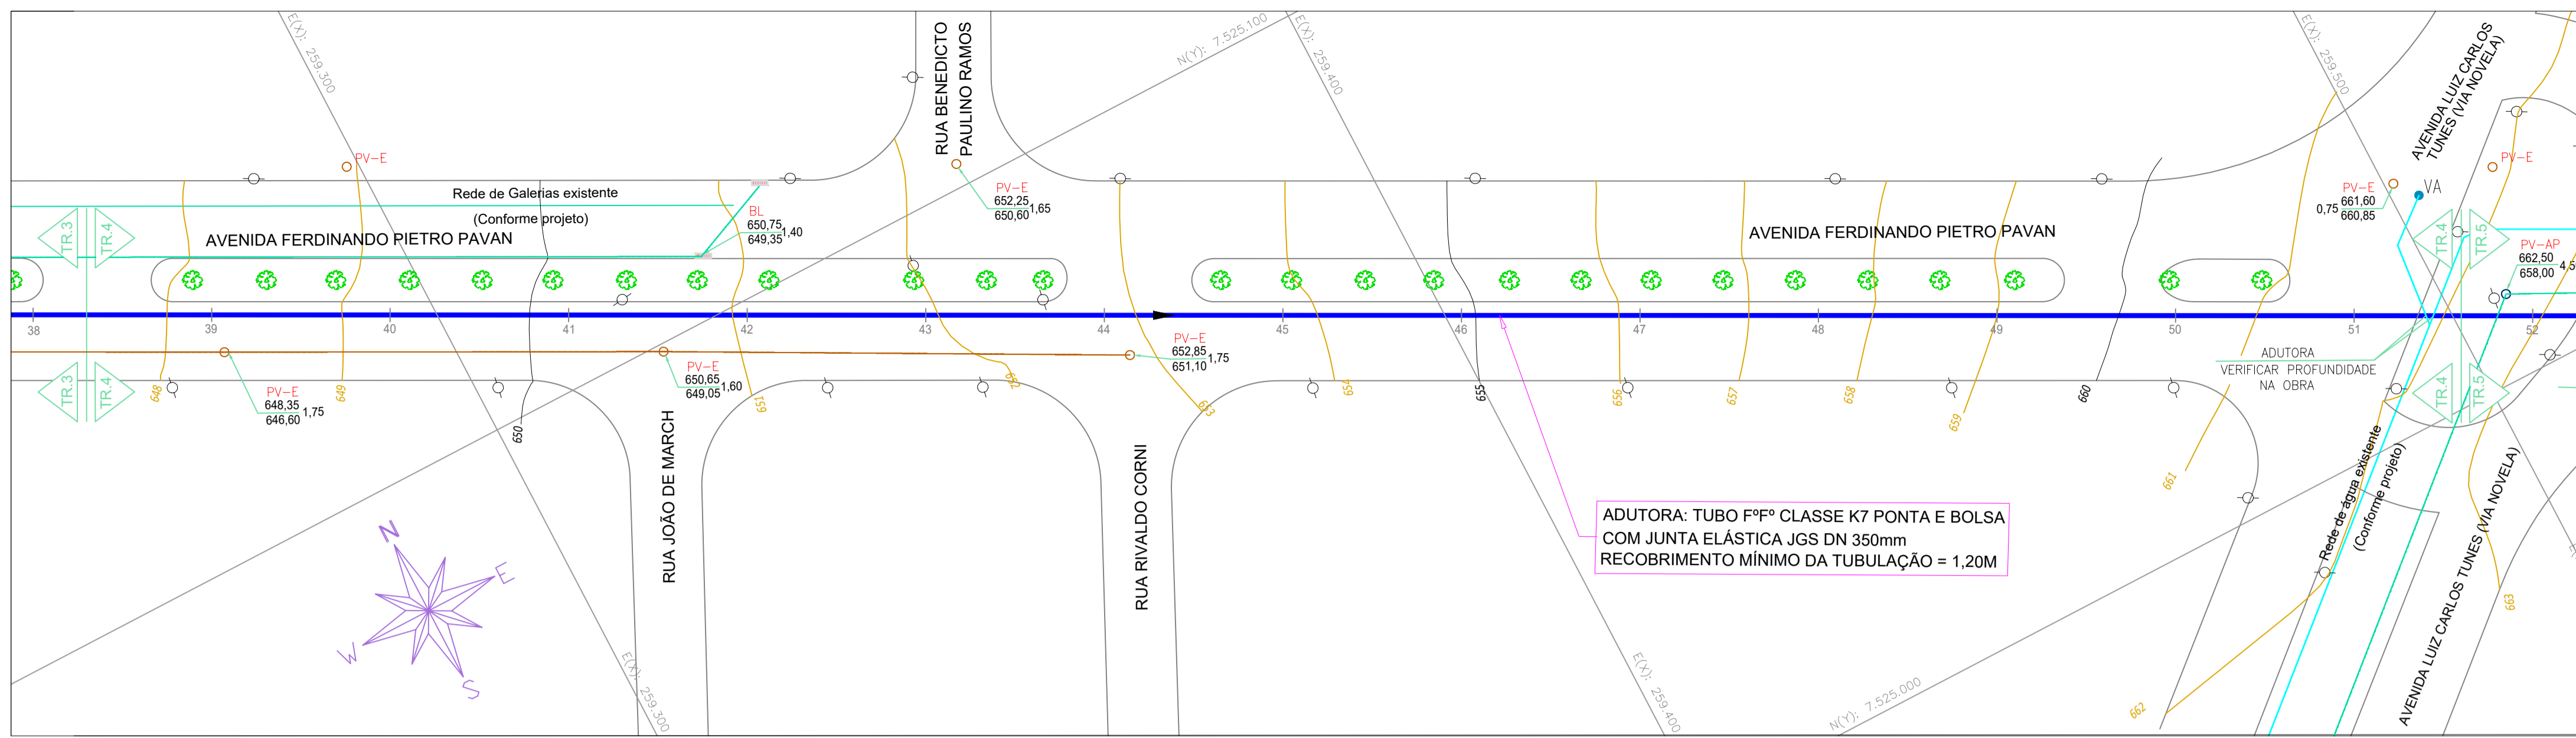 E(X): 259.300
RUA BENEDICTO
PAULINO RAMOS
N(Y): 7.525.100
E(X): 259.400
E(X): 259.500
AVENIDA LUIZ CARLOS
TUNES (VIA NOVELA)
PV-E
Rede de Galerias existente
(Conforme projeto)
AVENIDA FERDINANDO PIETRO PAVAN
TR.3
TR.4
BL
650,75
649,35
1,40
PV-E
652,25
650,60
1,65
AVENIDA FERDINANDO PIETRO PAVAN
PV-E
661,60
660,85
0,75
VA
PV-E
TR.4
TR.5
PV-AP
662,50
658,00
4,5
38
39
40
41
42
43
44
45
46
47
48
49
50
51
52
PV-E
652,85
651,10
1,75
PV-E
650,65
649,05
1,60
PV-E
648,35
646,60
1,75
ADUTORA
VERIFICAR PROFUNDIDADE
NA OBRA
TR.3
TR.4
TR.4
TR.5
648
649
650
651
652
653
654
655
656
657
658
659
660
661
662
663
RUA JOÃO DE MARCH
RUA RIVALDO CORNI
ADUTORA: TUBO FºFº CLASSE K7 PONTA E BOLSA
COM JUNTA ELÁSTICA JGS DN 350mm
RECOBRIMENTO MÍNIMO DA TUBULAÇÃO = 1,20M
Rede de água existente
(Conforme projeto)
AVENIDA LUIZ CARLOS TUNES (VIA NOVELA)
N
E
W
S
E(X): 259.300
E(X): 259.400
N(Y): 7.525.000